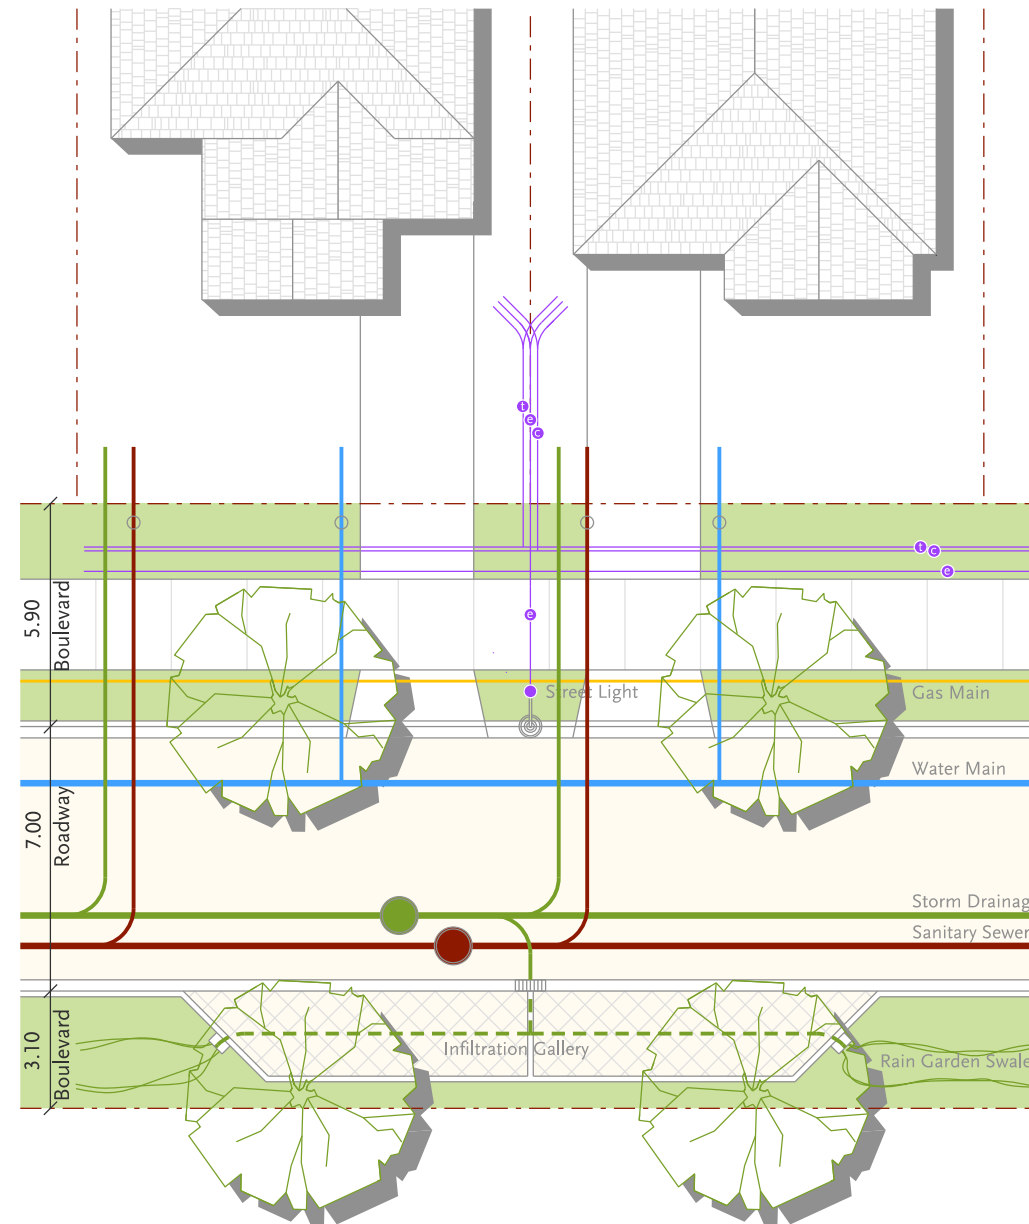 t
e
c
t
c
e
5.90
Boulevard
e
Street Light
Gas Main
Water Main
7.00
Roadway
Storm Drainag
Sanitary Sewer
3.10
Boulevard
Infiltration Gallery
Rain Garden Swale